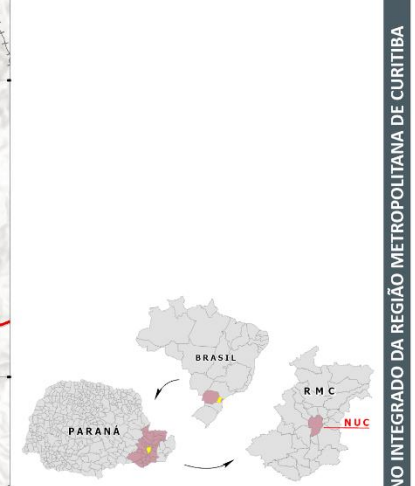 BRASIL
PARANÁ
RMC
NUC
NO INTEGRADO DA REGIÃO METROPOLITANA DE CURITIBA